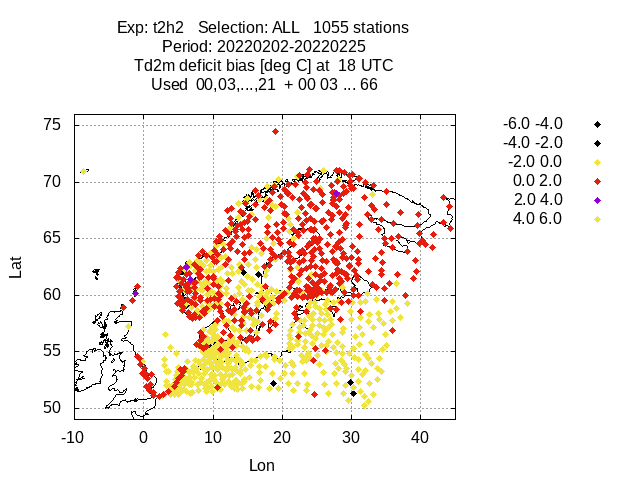 Exp: t2h2   Selection: ALL   1055 stations
Period: 20220202-20220225
Td2m deficit bias [deg C] at  18 UTC
Used  00,03,...,21  + 00 03 ... 66
-6.0 -4.0
-4.0 -2.0
-2.0 0.0
0.0 2.0
2.0 4.0
4.0 6.0
75
70
65
60
55
50
Lat
-10 0 10 20 30 40
Lon